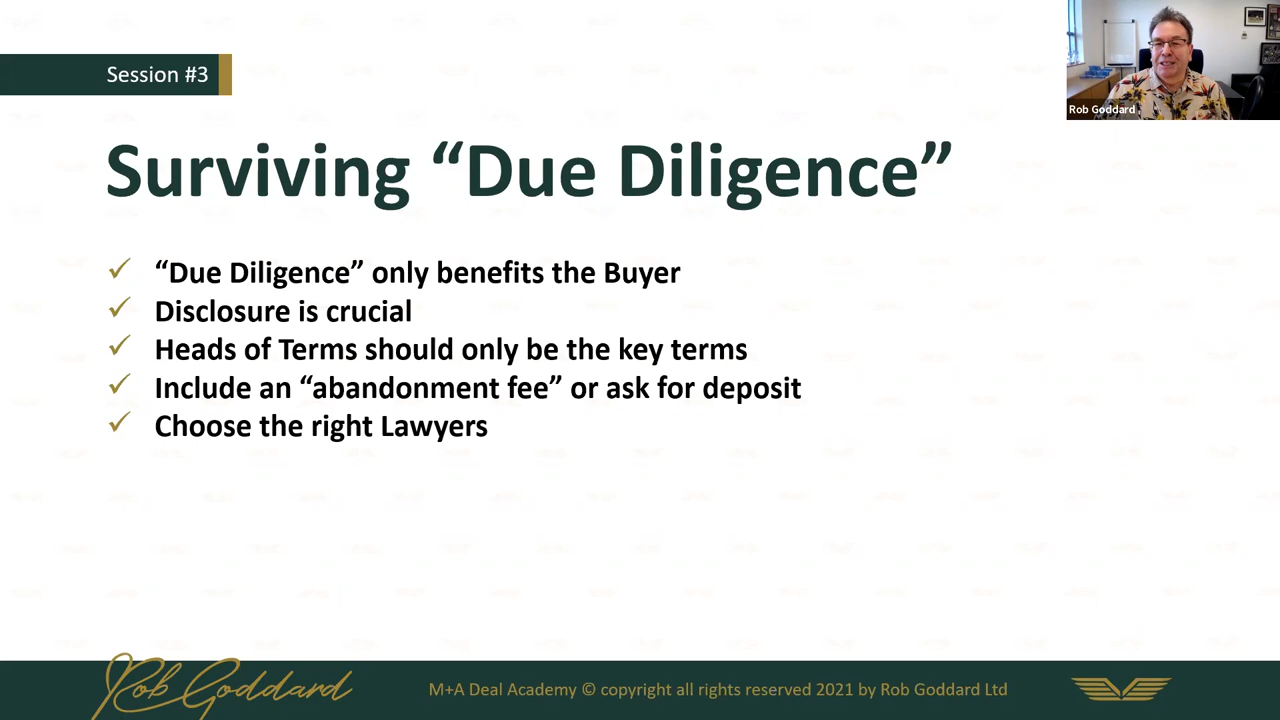 Session #3
Rob Goddard
Surviving “Due Diligence”
“Due Diligence” only benefits the Buyer
Disclosure is crucial
Heads of Terms should only be the key terms
Include an “abandonment fee” or ask for deposit
Choose the right Lawyers
Rob Goddard
M+A Deal Academy © copyright all rights reserved 2021 by Rob Goddard Ltd